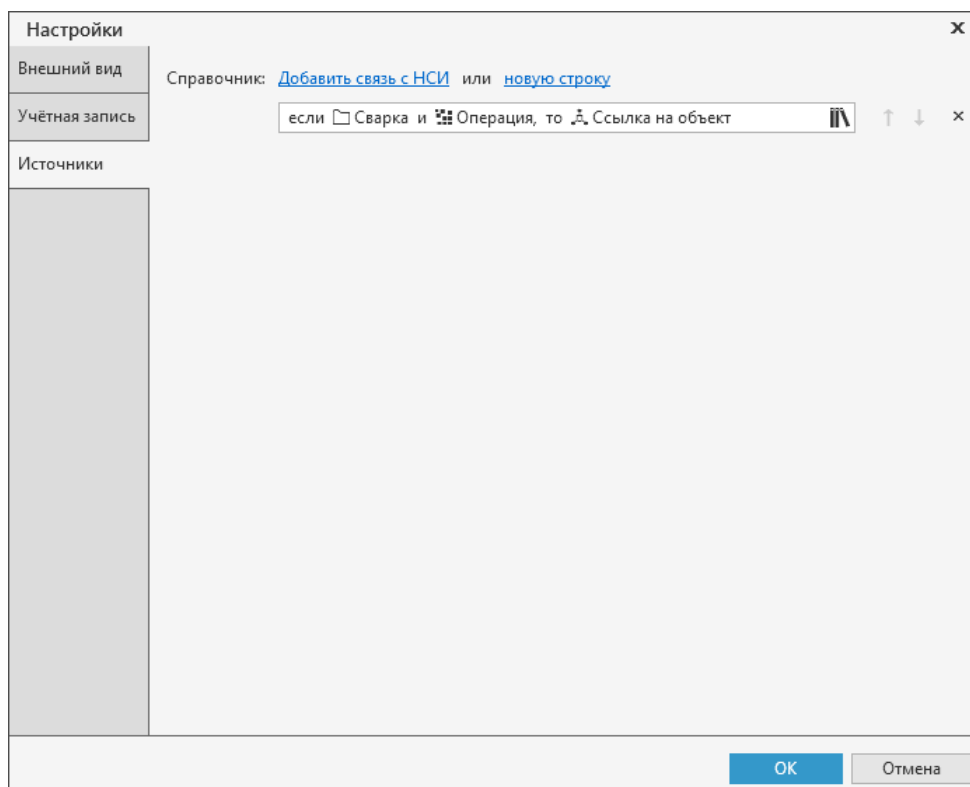 Настройки
Внешний вид
Справочник: Добавить связь с НСИ или новую строку
Учётная запись
если Сварка и Операция, то Ссылка на объект
Источники
OK
Отмена